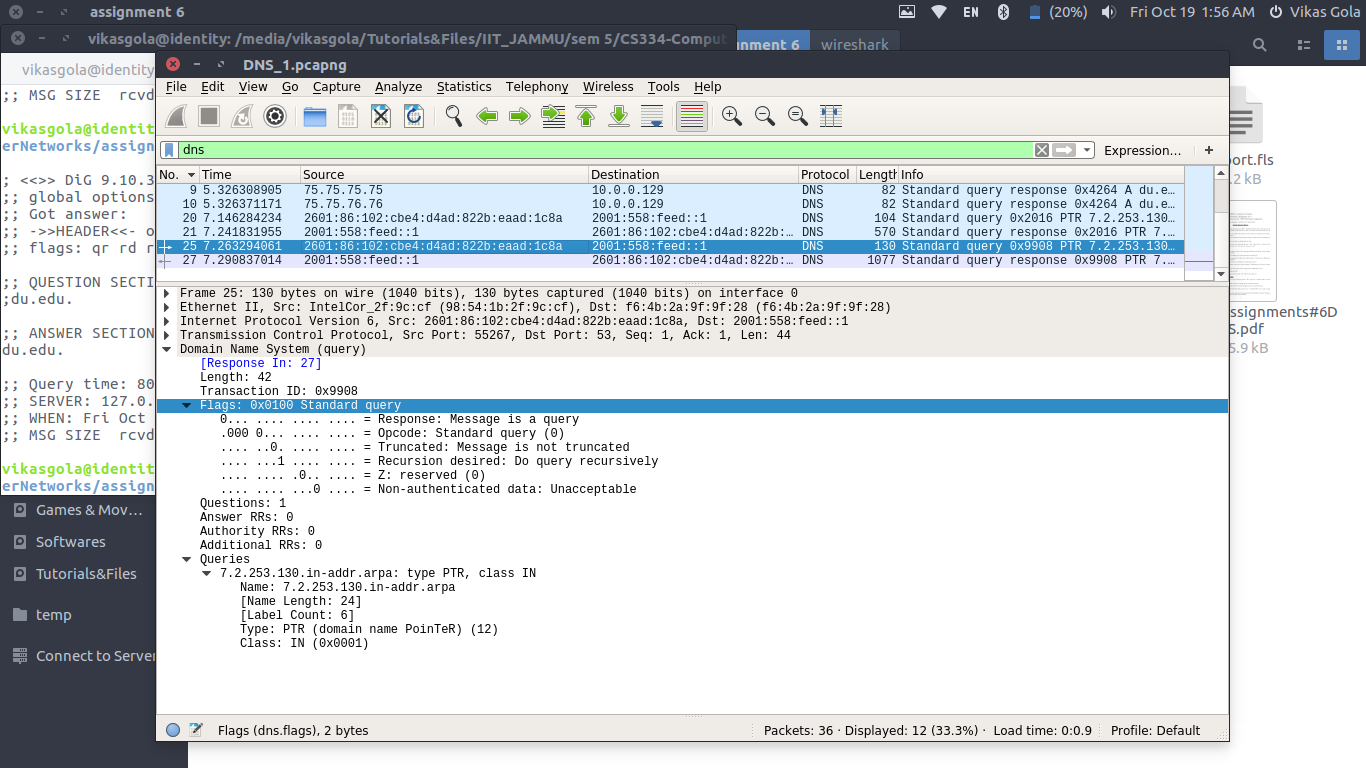 assignment 6
EN
(20%)
Fri Oct 19 1:56 AM
Vikas Gola
vikasgola@identity: /media/vikasgola/Tutorials&Files/IIT_JAMMU/sem 5/CS334-Comput
gnment 6
wireshark
vikasgola@identity
;; MSG SIZE rcvd
vikasgola@identit
erNetworks/assign
; <<>> DiG 9.10.3
;; global options
;; Got answer:
;; ->>HEADER<<- o
;; flags: qr rd r
;; QUESTION SECTI
;du.edu.
;; ANSWER SECTION
du.edu.
;; Query time: 80
;; SERVER: 127.0.
;; WHEN: Fri Oct
;; MSG SIZE rcvd
vikasgola@identit
erNetworks/assign
Games & Mov...
Softwares
Tutorials&Files
temp
Connect to Server
DNS_1.pcapng
File Edit View Go Capture Analyze Statistics Telephony Wireless Tools Help
dns
Expression... +
No. Time Source Destination Protocol Length Info
9 5.326308905 75.75.75.75 10.0.0.129 DNS 82 Standard query response 0x4264 A du.e...
10 5.326371171 75.75.76.76 10.0.0.129 DNS 82 Standard query response 0x4264 A du.e...
20 7.146284234 2601:86:102:cbe4:d4ad:822b:eaad:1c8a 2001:558:feed::1 DNS 104 Standard query 0x2016 PTR 7.2.253.130...
21 7.241831955 2001:558:feed::1 2601:86:102:cbe4:d4ad:822b:... DNS 570 Standard query response 0x2016 PTR 7....
25 7.263294061 2601:86:102:cbe4:d4ad:822b:eaad:1c8a 2001:558:feed::1 DNS 130 Standard query 0x9908 PTR 7.2.253.130...
27 7.290837014 2001:558:feed::1 2601:86:102:cbe4:d4ad:822b:... DNS 1077 Standard query response 0x9908 PTR 7....
Frame 25: 130 bytes on wire (1040 bits), 130 bytes captured (1040 bits) on interface 0
Ethernet II, Src: IntelCor_2f:9c:cf (98:54:1b:2f:9c:cf), Dst: f6:4b:2a:9f:9f:28 (f6:4b:2a:9f:9f:28)
Internet Protocol Version 6, Src: 2601:86:102:cbe4:d4ad:822b:eaad:1c8a, Dst: 2001:558:feed::1
Transmission Control Protocol, Src Port: 55267, Dst Port: 53, Seq: 1, Ack: 1, Len: 44
Domain Name System (query)
[Response In: 27]
Length: 42
Transaction ID: 0x9908
Flags: 0x0100 Standard query
0... .... .... .... = Response: Message is a query
.000 0... .... .... = Opcode: Standard query (0)
.... ..0. .... .... = Truncated: Message is not truncated
.... ...1 .... .... = Recursion desired: Do query recursively
.... .... .0.. .... = Z: reserved (0)
.... .... ...0 .... = Non-authenticated data: Unacceptable
Questions: 1
Answer RRs: 0
Authority RRs: 0
Additional RRs: 0
Queries
7.2.253.130.in-addr.arpa: type PTR, class IN
Name: 7.2.253.130.in-addr.arpa
[Name Length: 24]
[Label Count: 6]
Type: PTR (domain name PoinTeR) (12)
Class: IN (0x0001)
Flags (dns.flags), 2 bytes
Packets: 36 · Displayed: 12 (33.3%) · Load time: 0:0.9
Profile: Default
port.fls
.2 kB
ssignments#6D
S.pdf
5.9 kB